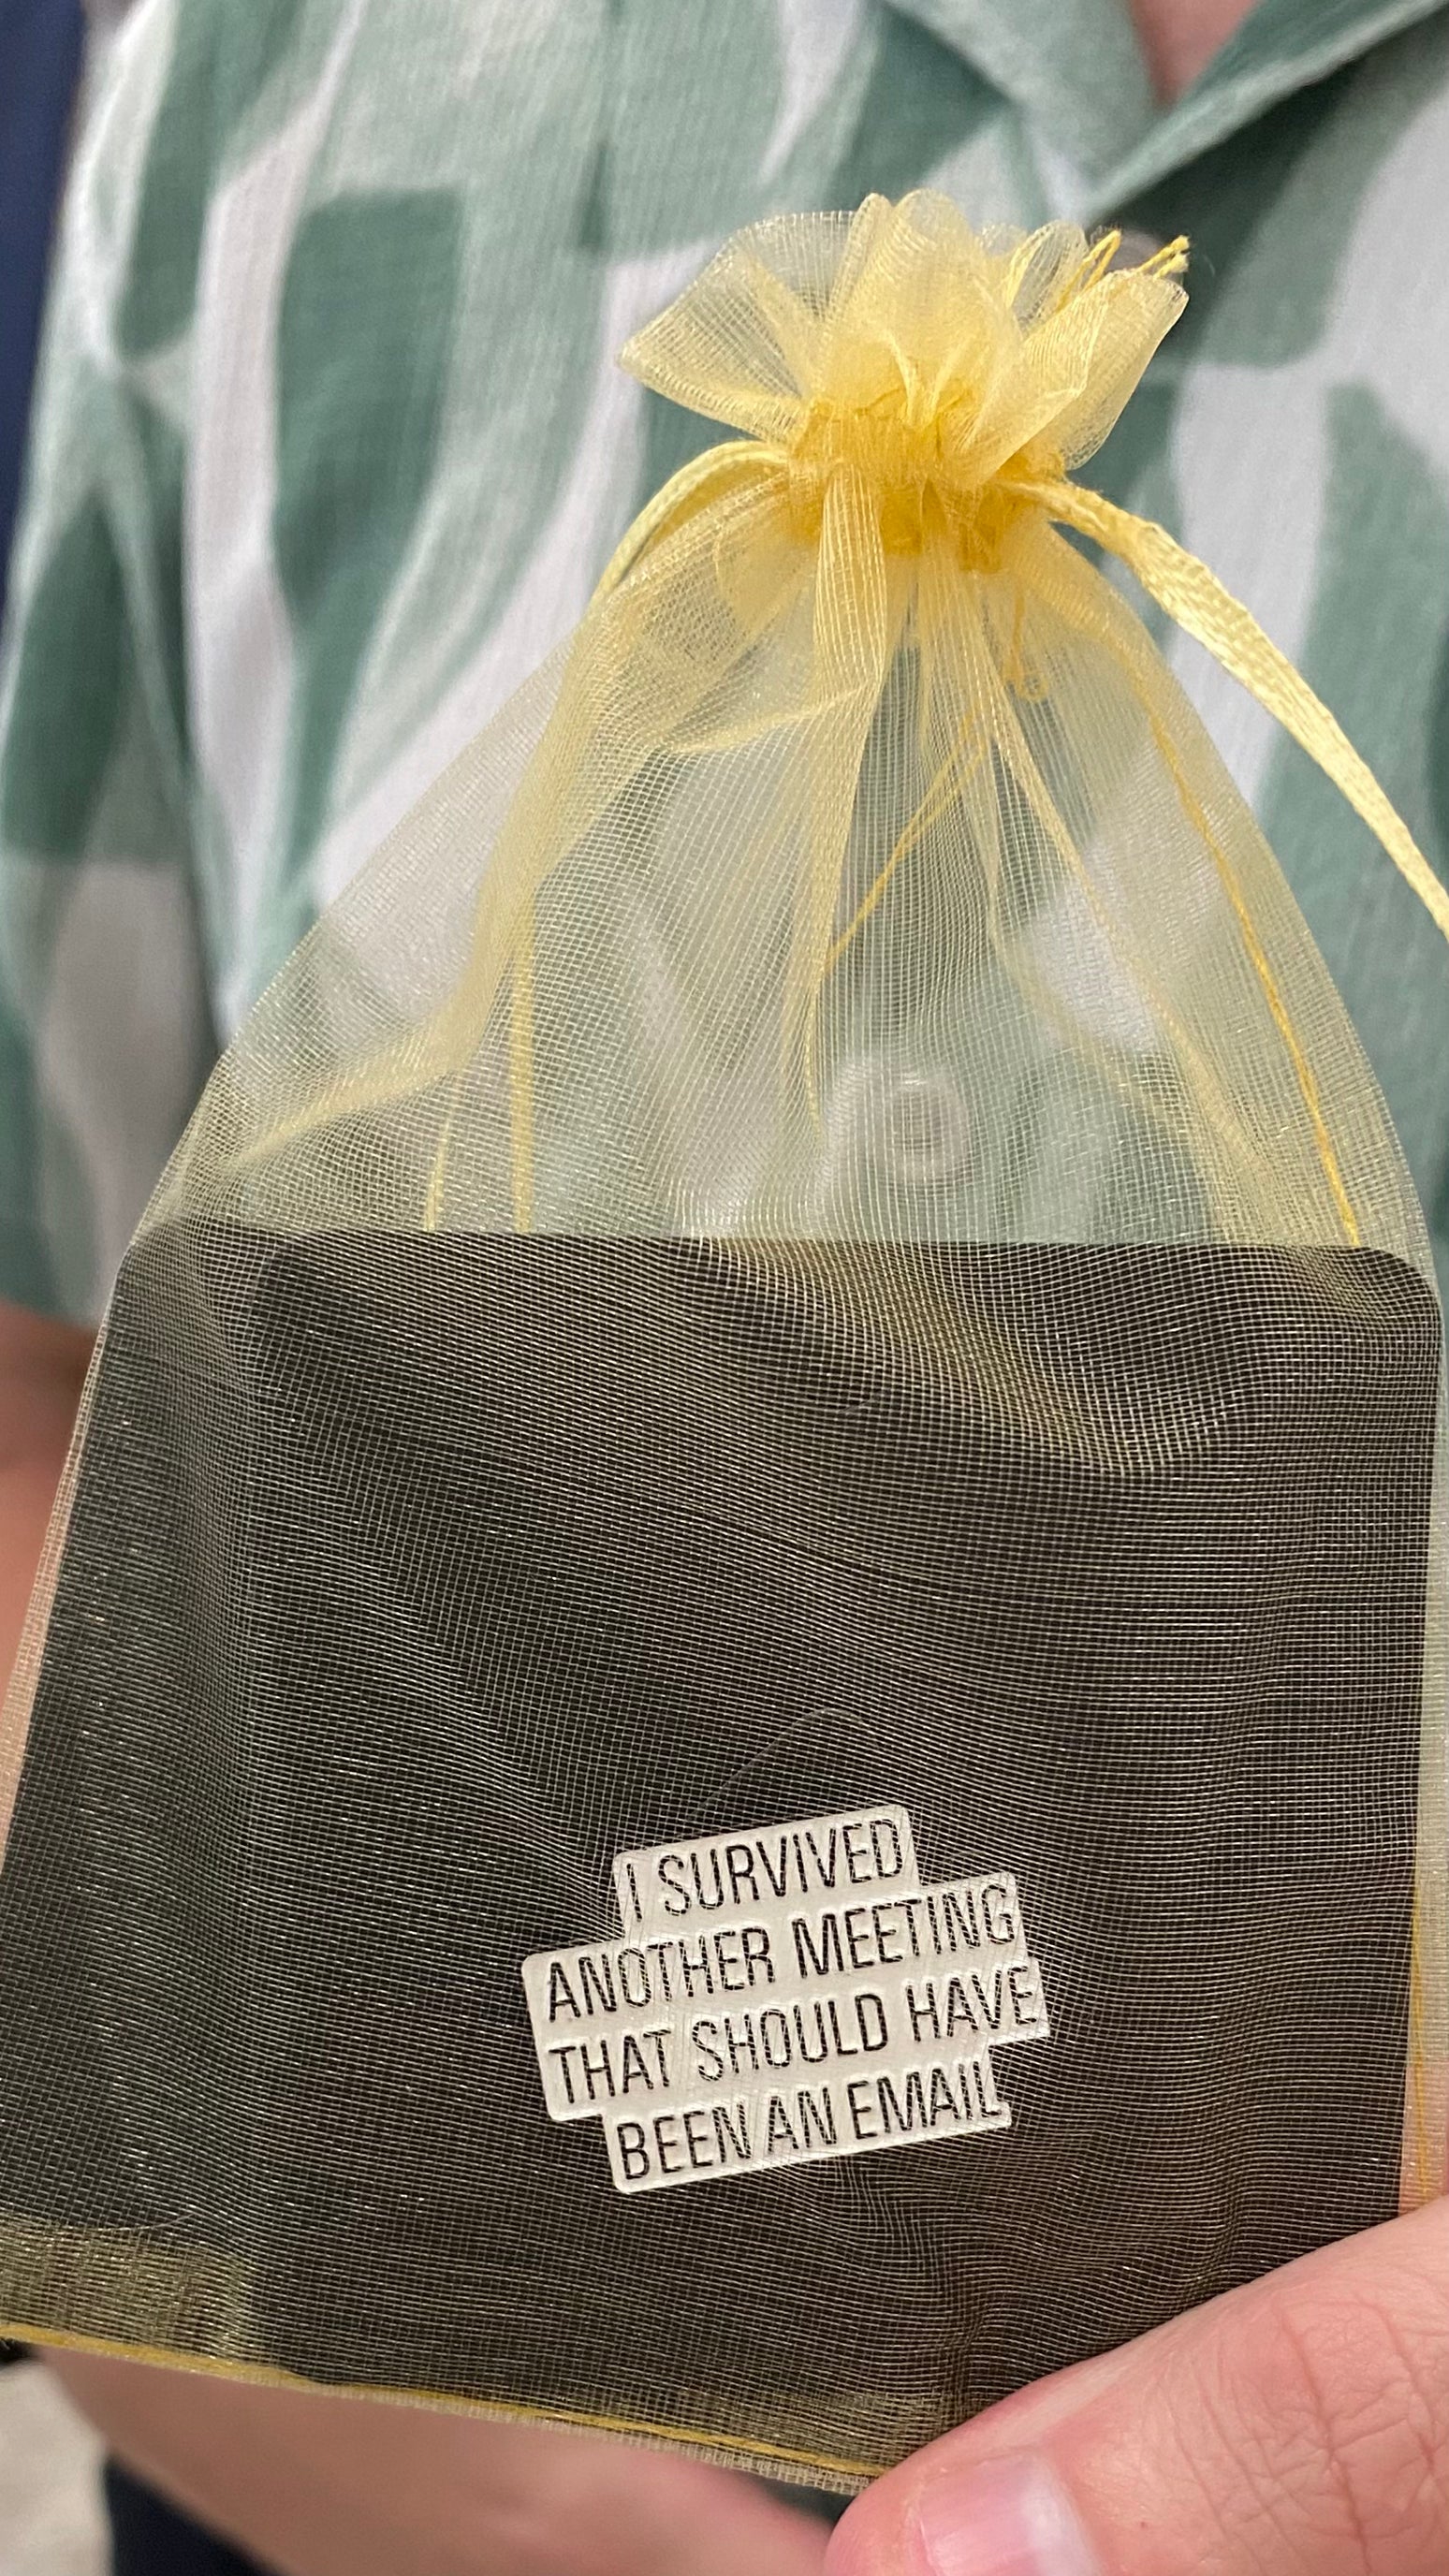 I SURVIVED
ANOTHER MEETING
THAT SHOULD HAVE
BEEN AN EMAIL